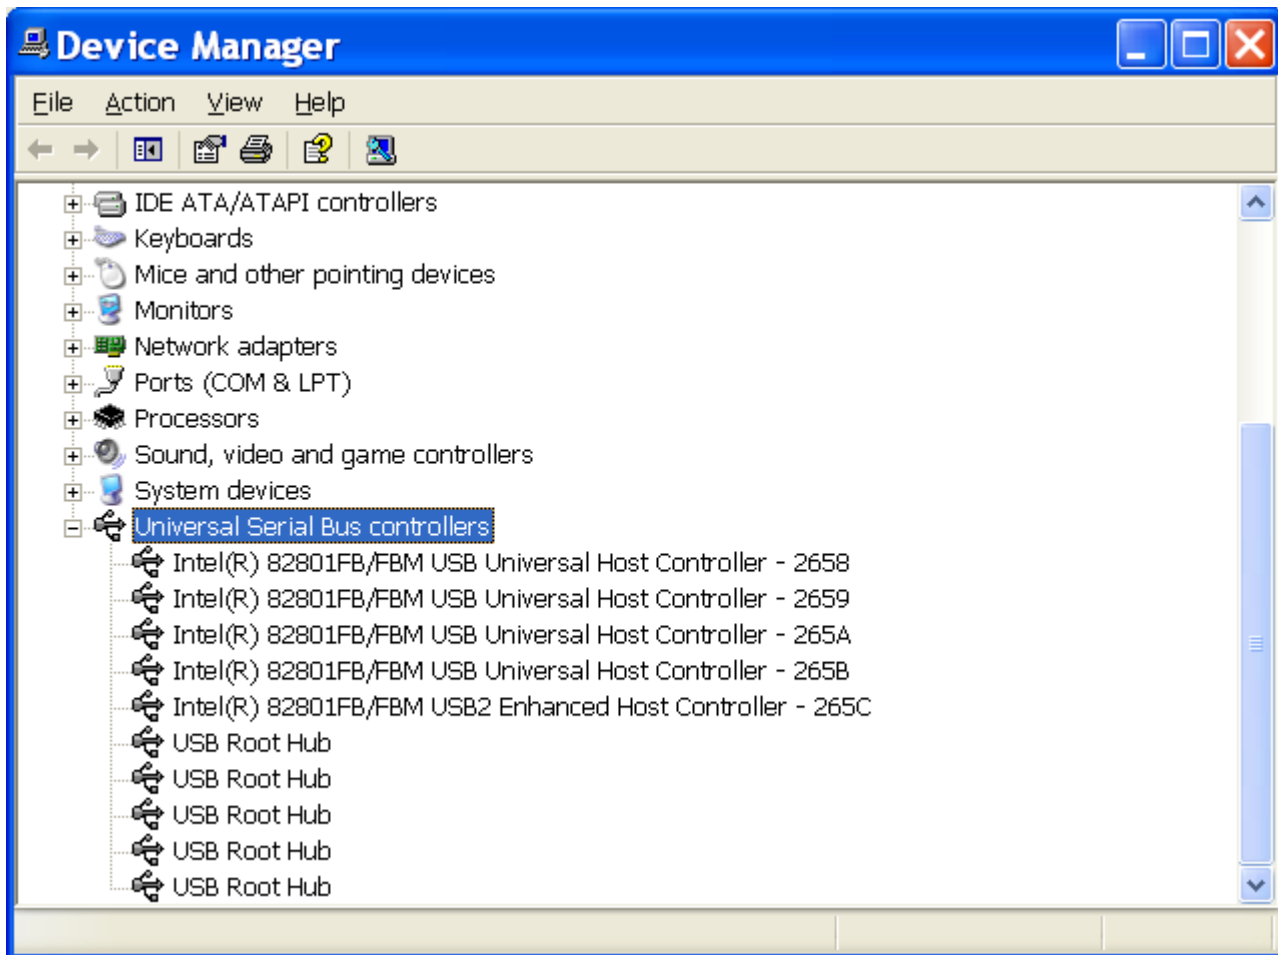 Device Manager
File Action View Help
IDE ATA/ATAPI controllers
Keyboards
Mice and other pointing devices
Monitors
Network adapters
Ports (COM & LPT)
Processors
Sound, video and game controllers
System devices
Universal Serial Bus controllers
Intel(R) 82801FB/FBM USB Universal Host Controller - 2658
Intel(R) 82801FB/FBM USB Universal Host Controller - 2659
Intel(R) 82801FB/FBM USB Universal Host Controller - 265A
Intel(R) 82801FB/FBM USB Universal Host Controller - 265B
Intel(R) 82801FB/FBM USB2 Enhanced Host Controller - 265C
USB Root Hub
USB Root Hub
USB Root Hub
USB Root Hub
USB Root Hub